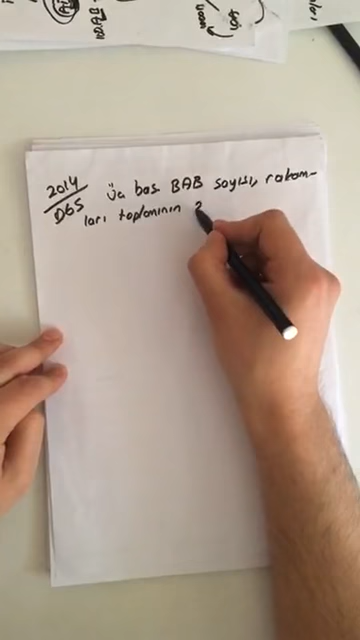 2014
DGS
Üç bas. BAB sayısı, rakam-
ları toplamının 2